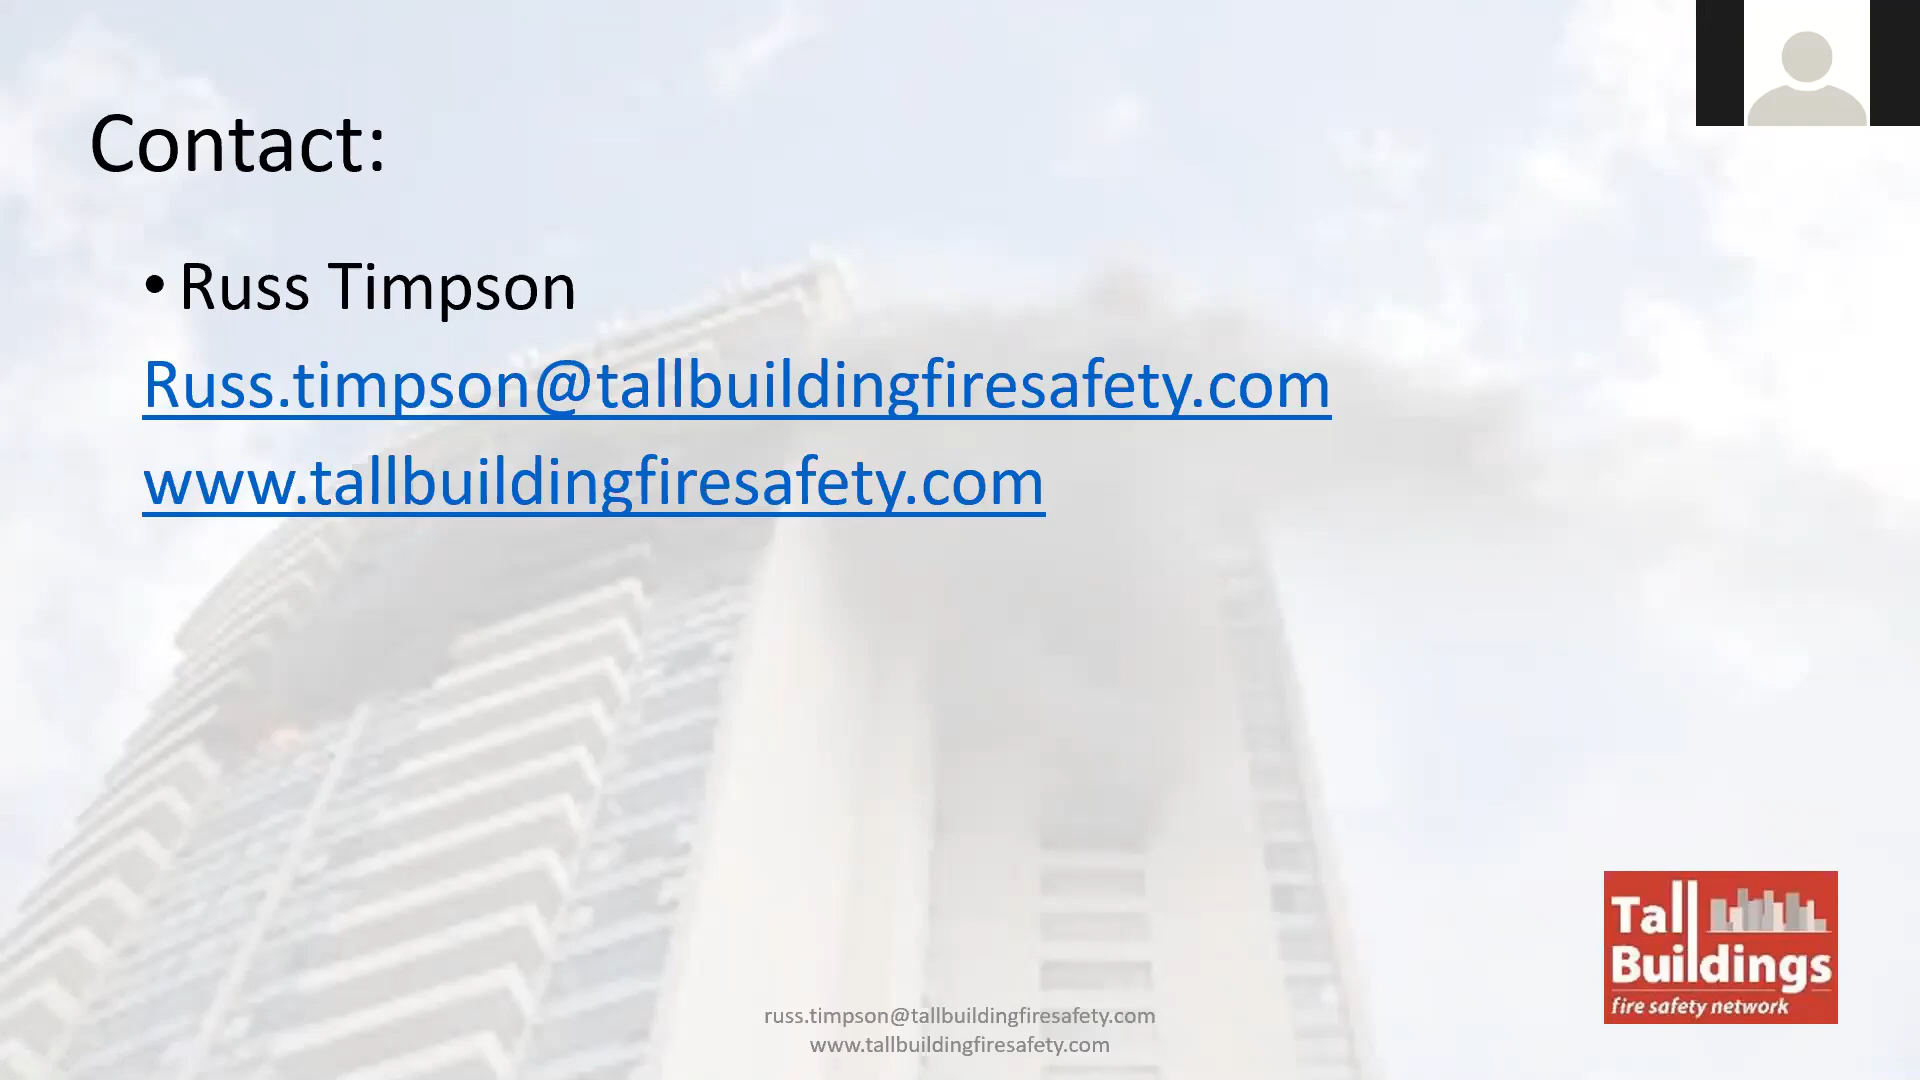 Contact:
• Russ Timpson
Russ.timpson@tallbuildingfiresafety.com
www.tallbuildingfiresafety.com
Tall
Buildings
fire safety network
russ.timpson@tallbuildingfiresafety.com
www.tallbuildingfiresafety.com